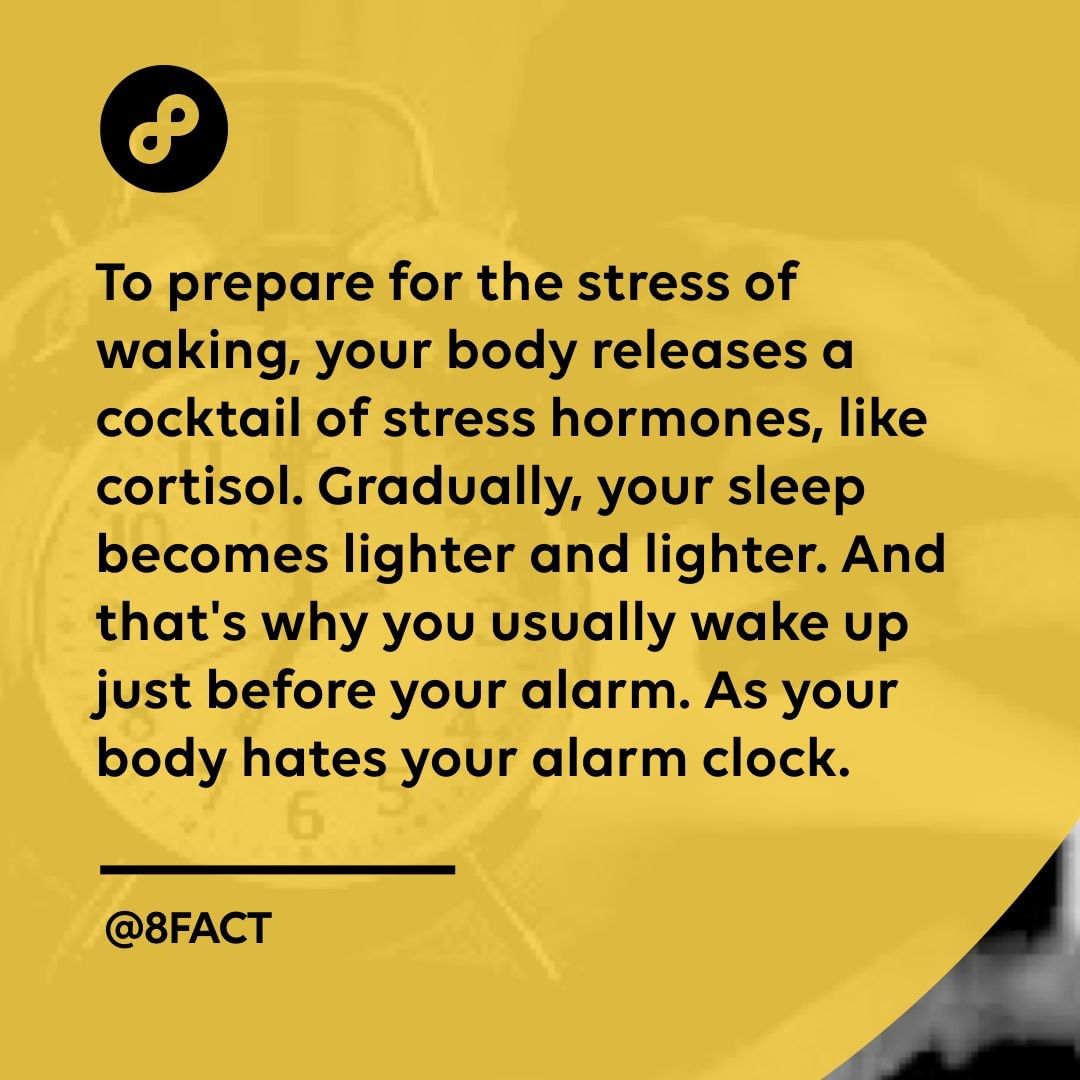 To prepare for the stress of
waking, your body releases a
cocktail of stress hormones, like
cortisol. Gradually, your sleep
becomes lighter and lighter. And
that's why you usually wake up
just before your alarm. As your
body hates your alarm clock.
@8FACT